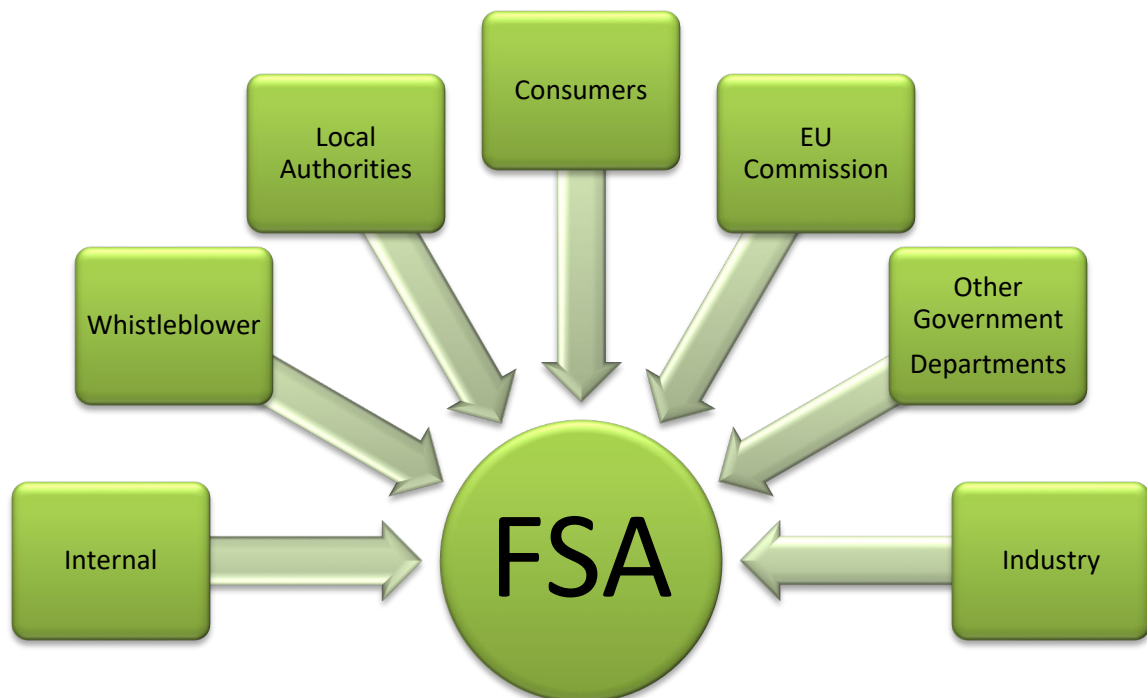 Consumers
Local
Authorities
EU
Commission
Whistleblower
Other
Government
Departments
Internal
FSA
Industry